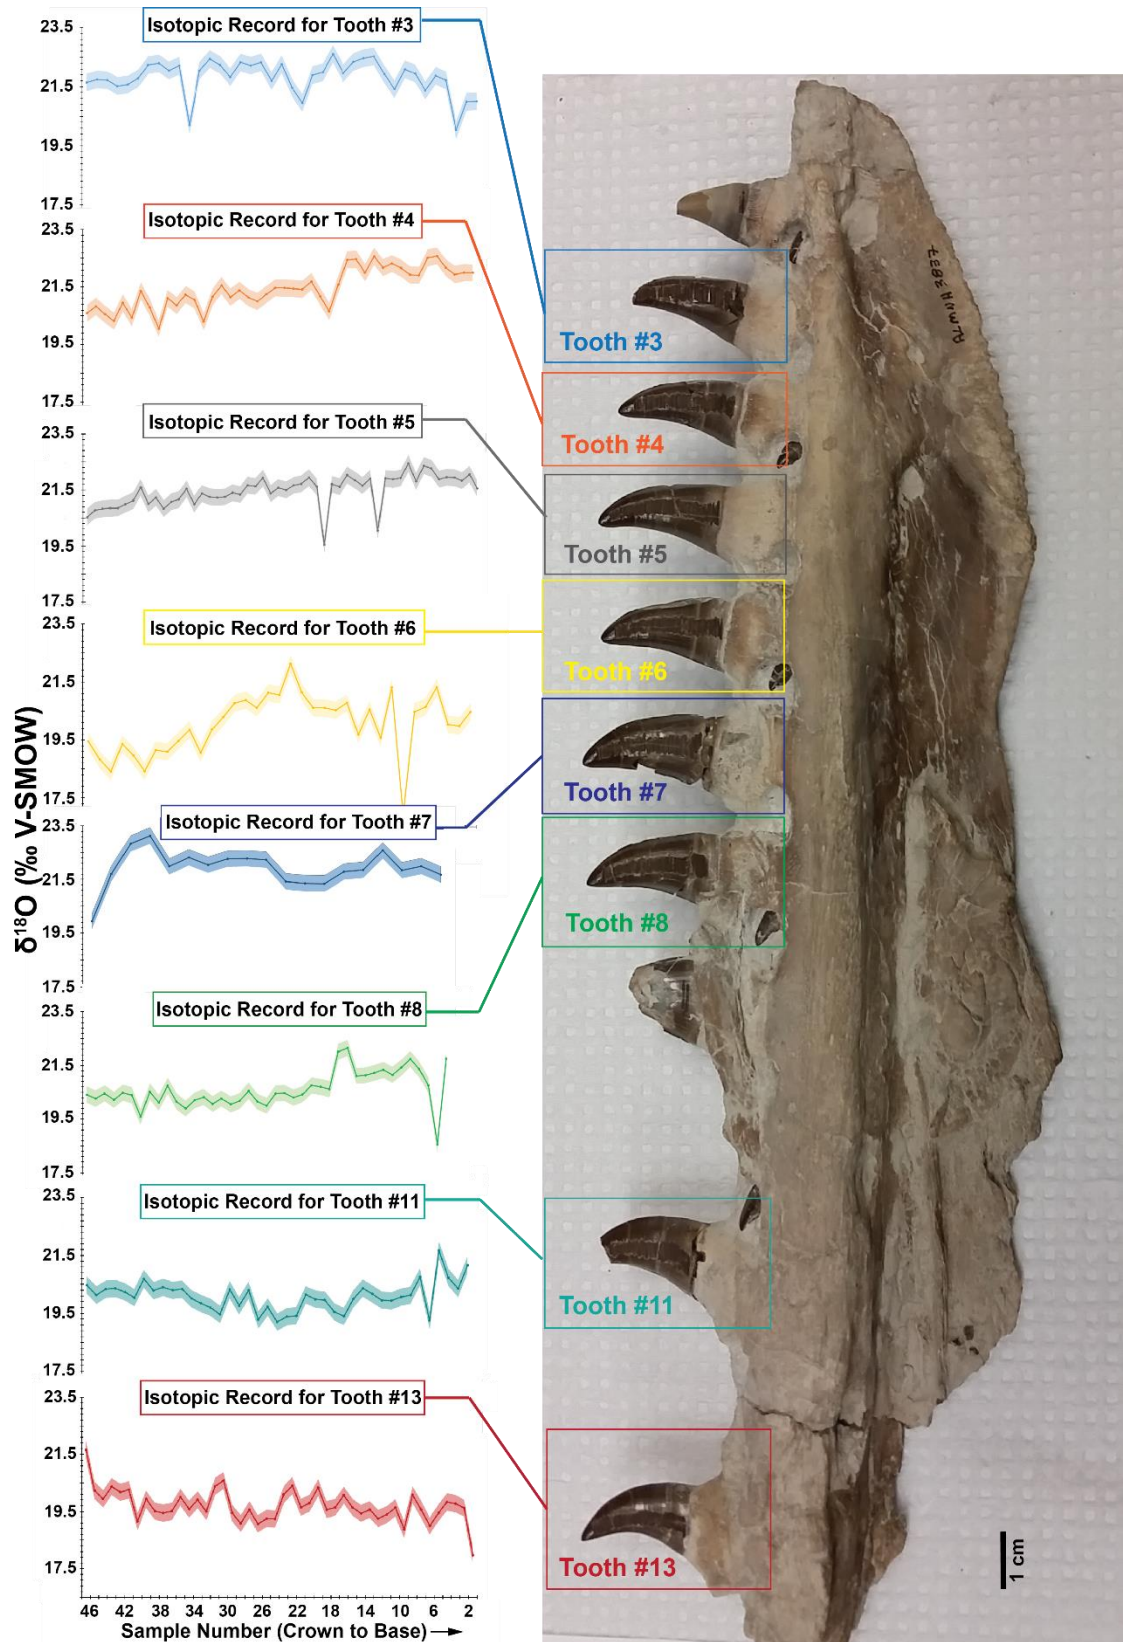 Isotopic Record for Tooth #3
23.5
21.5
19.5
17.5
Isotopic Record for Tooth #4
23.5
21.5
19.5
17.5
Isotopic Record for Tooth #5
23.5
21.5
19.5
17.5
Isotopic Record for Tooth #6
23.5
21.5
19.5
17.5
Isotopic Record for Tooth #7
23.5
21.5
19.5
17.5
Isotopic Record for Tooth #8
23.5
21.5
19.5
17.5
Isotopic Record for Tooth #11
23.5
21.5
19.5
17.5
Isotopic Record for Tooth #13
23.5
21.5
19.5
17.5
δ¹⁸O (‰ V-SMOW)
46 42 38 34 30 26 22 18 14 10 6 2
Sample Number (Crown to Base) →
Tooth #3
Tooth #4
Tooth #5
Tooth #6
Tooth #7
Tooth #8
Tooth #11
Tooth #13
1 cm